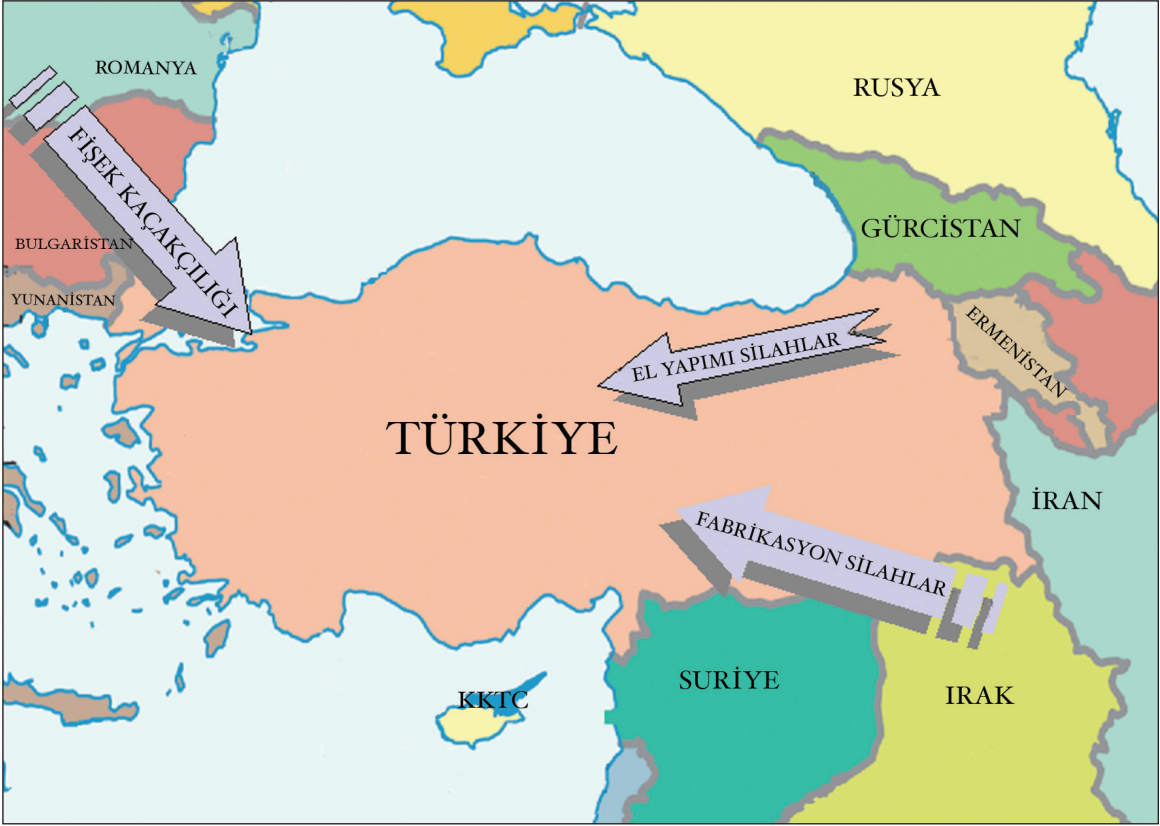 ROMANYA
RUSYA
FİŞEK KAÇAKÇILIĞI
GÜRCİSTAN
BULGARİSTAN
YUNANİSTAN
ERMENİSTAN
EL YAPIMI SİLAHLAR
TÜRKİYE
İRAN
FABRİKASYON SİLAHLAR
SURİYE
IRAK
KKTC